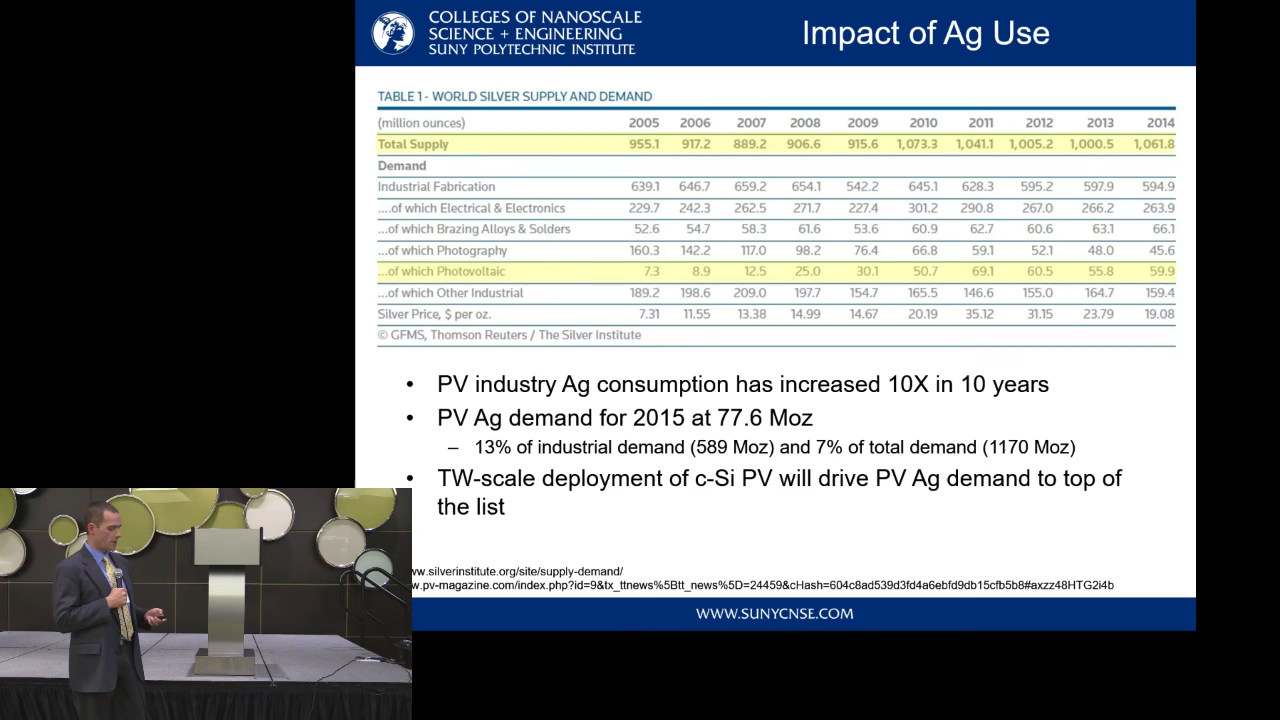 COLLEGES OF NANOSCALE
SCIENCE + ENGINEERING
SUNY POLYTECHNIC INSTITUTE
Impact of Ag Use
TABLE 1 - WORLD SILVER SUPPLY AND DEMAND
(million ounces) 2005 2006 2007 2008 2009 2010 2011 2012 2013 2014
Total Supply 955.1 917.2 889.2 906.6 915.6 1,073.3 1,041.1 1,005.2 1,000.5 1,061.8
Demand
Industrial Fabrication 639.1 646.7 659.2 654.1 542.2 645.1 628.3 595.2 597.9 594.9
....of which Electrical & Electronics 229.7 242.3 262.5 271.7 227.4 301.2 290.8 267.0 266.2 263.9
...of which Brazing Alloys & Solders 52.6 54.7 58.3 61.6 53.6 60.9 62.7 60.6 63.1 66.1
...of which Photography 160.3 142.2 117.0 98.2 76.4 66.8 59.1 52.1 48.0 45.6
...of which Photovoltaic 7.3 8.9 12.5 25.0 30.1 50.7 69.1 60.5 55.8 59.9
...of which Other Industrial 189.2 198.6 209.0 197.7 154.7 165.5 146.6 155.0 164.7 159.4
Silver Price, $ per oz. 7.31 11.55 13.38 14.99 14.67 20.19 35.12 31.15 23.79 19.08
© GFMS, Thomson Reuters / The Silver Institute
• PV industry Ag consumption has increased 10X in 10 years
• PV Ag demand for 2015 at 77.6 Moz
– 13% of industrial demand (589 Moz) and 7% of total demand (1170 Moz)
• TW-scale deployment of c-Si PV will drive PV Ag demand to top of
the list
ww.silverinstitute.org/site/supply-demand/
w.pv-magazine.com/index.php?id=9&tx_ttnews%5Btt_news%5D=24459&cHash=604c8ad539d3fd4a6ebfd9db15cfb5b8#axzz48HTG2i4b
WWW.SUNYCNSE.COM